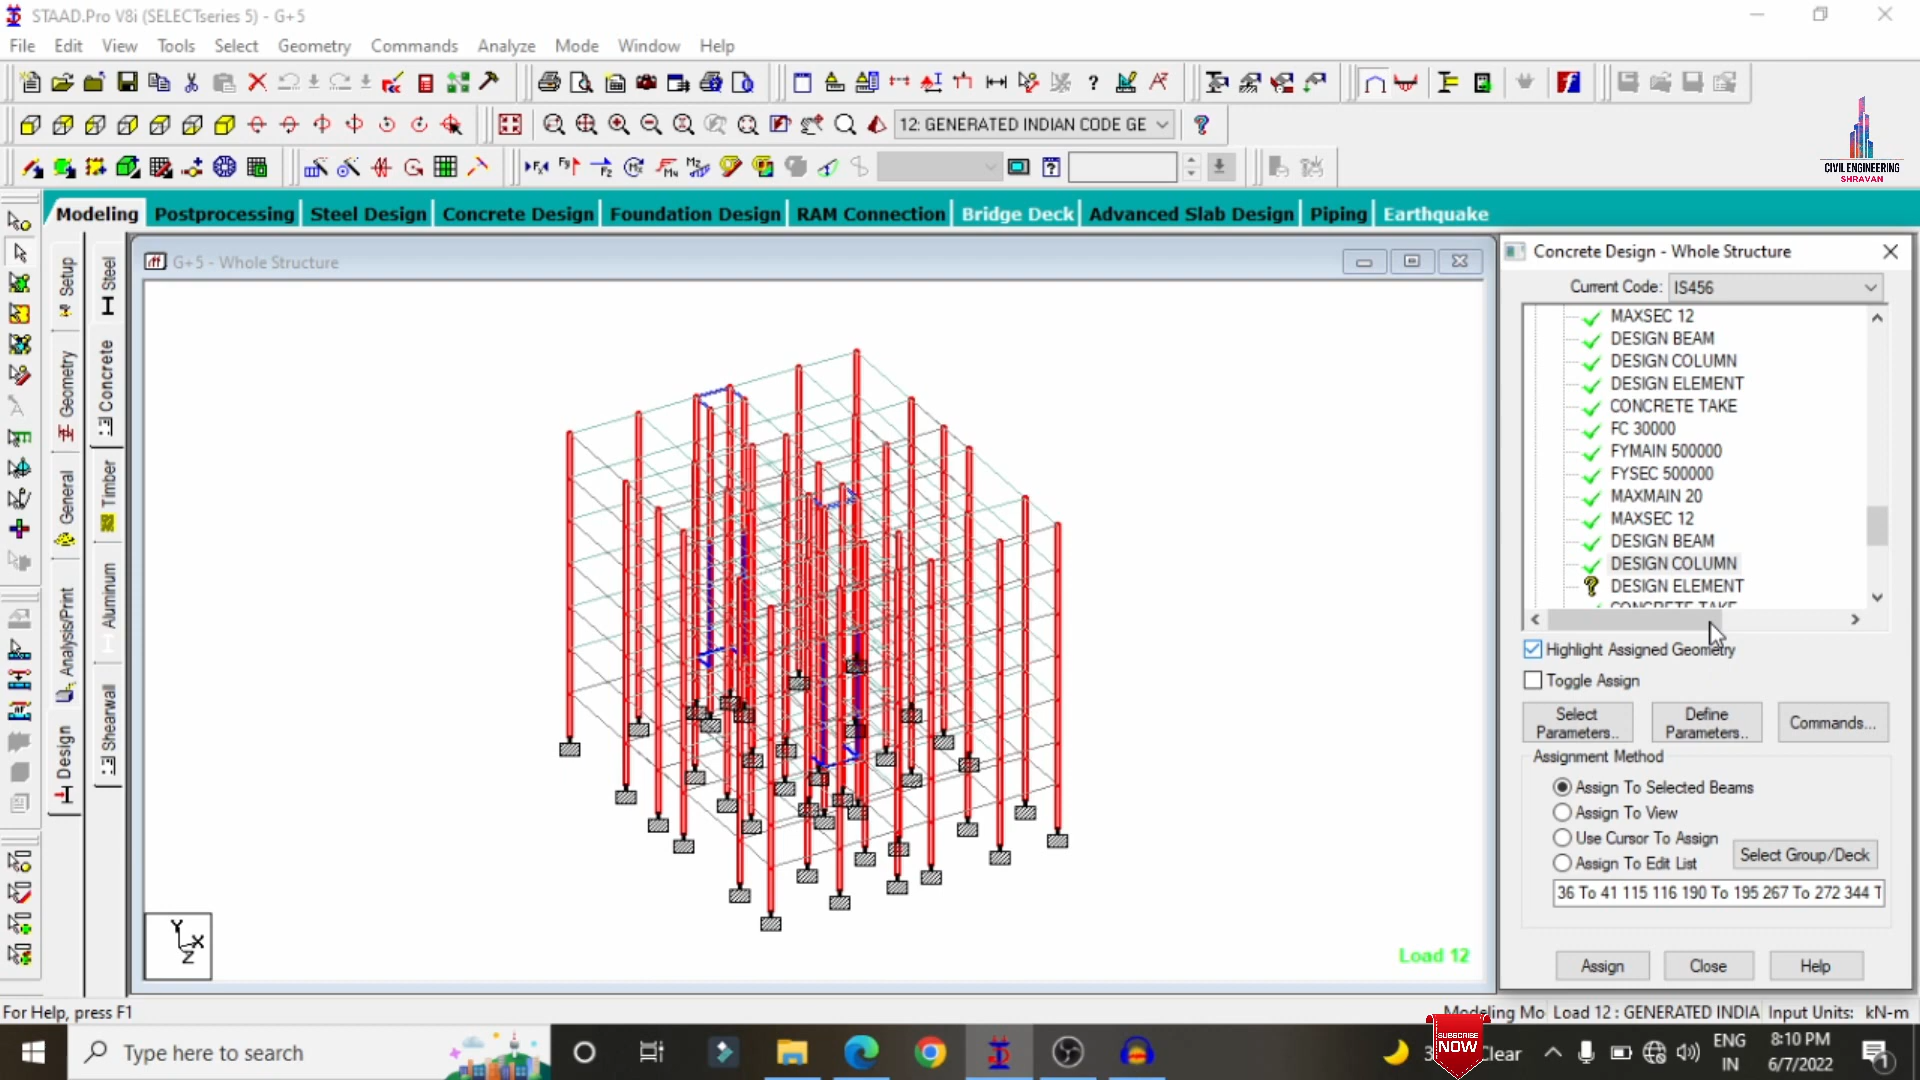 STAAD.Pro V8i (SELECTseries 5) - G+5
File Edit View Tools Select Geometry Commands Analyze Mode Window Help
12: GENERATED INDIAN CODE GE
CIVIL ENGINEERING
SHRAVAN
Modeling Postprocessing Steel Design Concrete Design Foundation Design RAM Connection Bridge Deck Advanced Slab Design Piping Earthquake
Setup
Geometry
General
Analysis/Print
Design
Steel
Concrete
Timber
Aluminum
Shearwall
G+5 - Whole Structure
Y
X
Z
Load 12
Concrete Design - Whole Structure
Current Code: IS456
MAXSEC 12
DESIGN BEAM
DESIGN COLUMN
DESIGN ELEMENT
CONCRETE TAKE
FC 30000
FYMAIN 500000
FYSEC 500000
MAXMAIN 20
MAXSEC 12
DESIGN BEAM
DESIGN COLUMN
DESIGN ELEMENT
CONCRETE TAKE
Highlight Assigned Geometry
Toggle Assign
Select Parameters..
Define Parameters..
Commands...
Assignment Method
Assign To Selected Beams
Assign To View
Use Cursor To Assign
Assign To Edit List
Select Group/Deck
36 To 41 115 116 190 To 195 267 To 272 344 T
Assign Close Help
For Help, press F1
Modeling Mo Load 12 : GENERATED INDIA Input Units: kN-m
Type here to search
SUBSCRIBE
NOW
Clear
ENG
IN
8:10 PM
6/7/2022
1